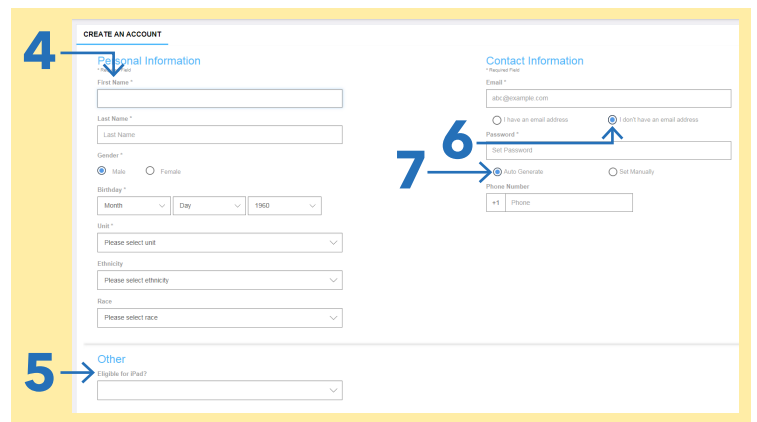 CREATE AN ACCOUNT
4
Personal Information
* Required Field
First Name *
Last Name *
Last Name
Gender *
Male Female
Birthday *
Month Day 1960
Unit *
Please select unit
Ethnicity
Please select ethnicity
Race
Please select race
5
Other
Eligible for iPad?
Contact Information
* Required Field
Email *
abc@example.com
I have an email address I don't have an email address
6
Password *
Set Password
7
Auto Generate Set Manually
Phone Number
+1 Phone